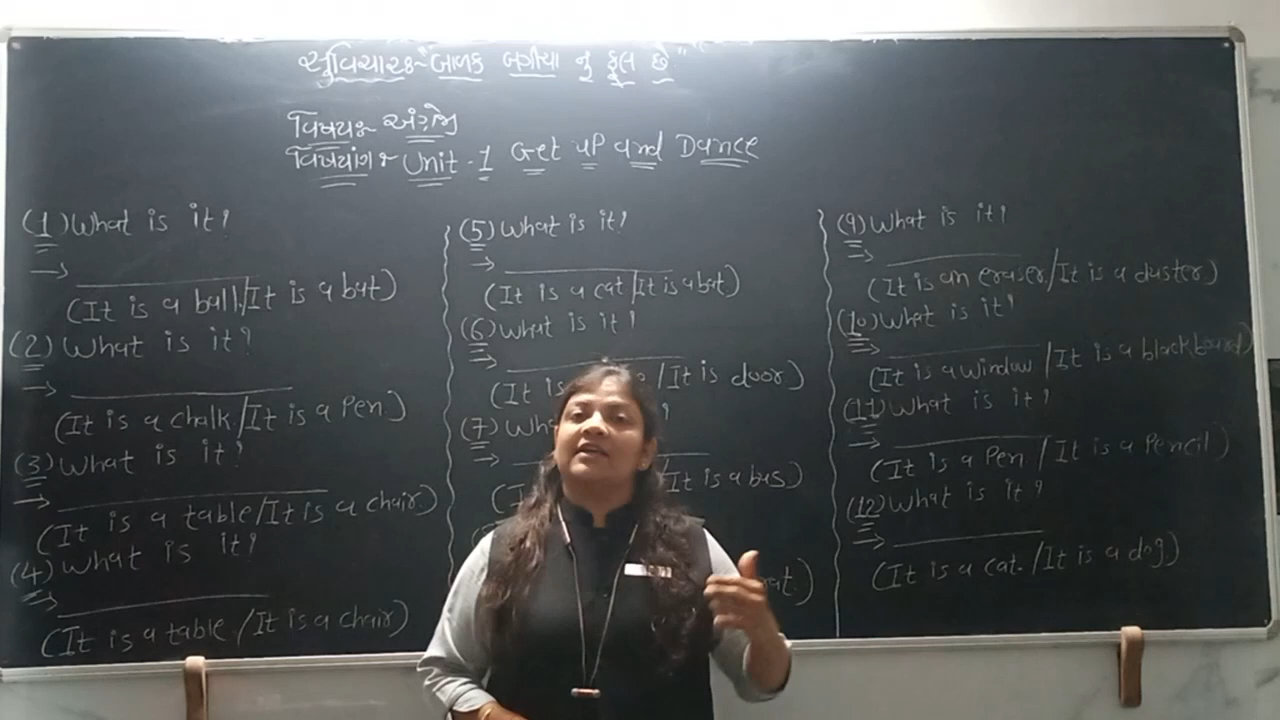 સુવિચારઃ- "બાળક બગીચા નુ ફૂલ છે."
વિષયઃ- અંગ્રેજી
વિષયાંગઃ- Unit - 1 Get up and Dance
(1) What is it?
→
(It is a ball./It is a bat)
(2) What is it?
→
(It is a chalk./It is a Pen.)
(3) What is it?
→
(It is a table/It is a chair.)
(4) What is it?
→
(It is a table./It is a chair)
(5) What is it?
→
(It is a cat/It is a bat)
(6) What is it?
→
(It is /It is door)
(7) Wh ?
→
(I It is a bus)
at.)
(9) What is it?
→
(It is an eraser./It is a duster.)
(10) What is it?
→
(It is a window/It is a blackboard)
(11) What is it?
→
(It is a Pen./It is a Pencil)
(12) What is it?
→
(It is a cat./It is a dog)